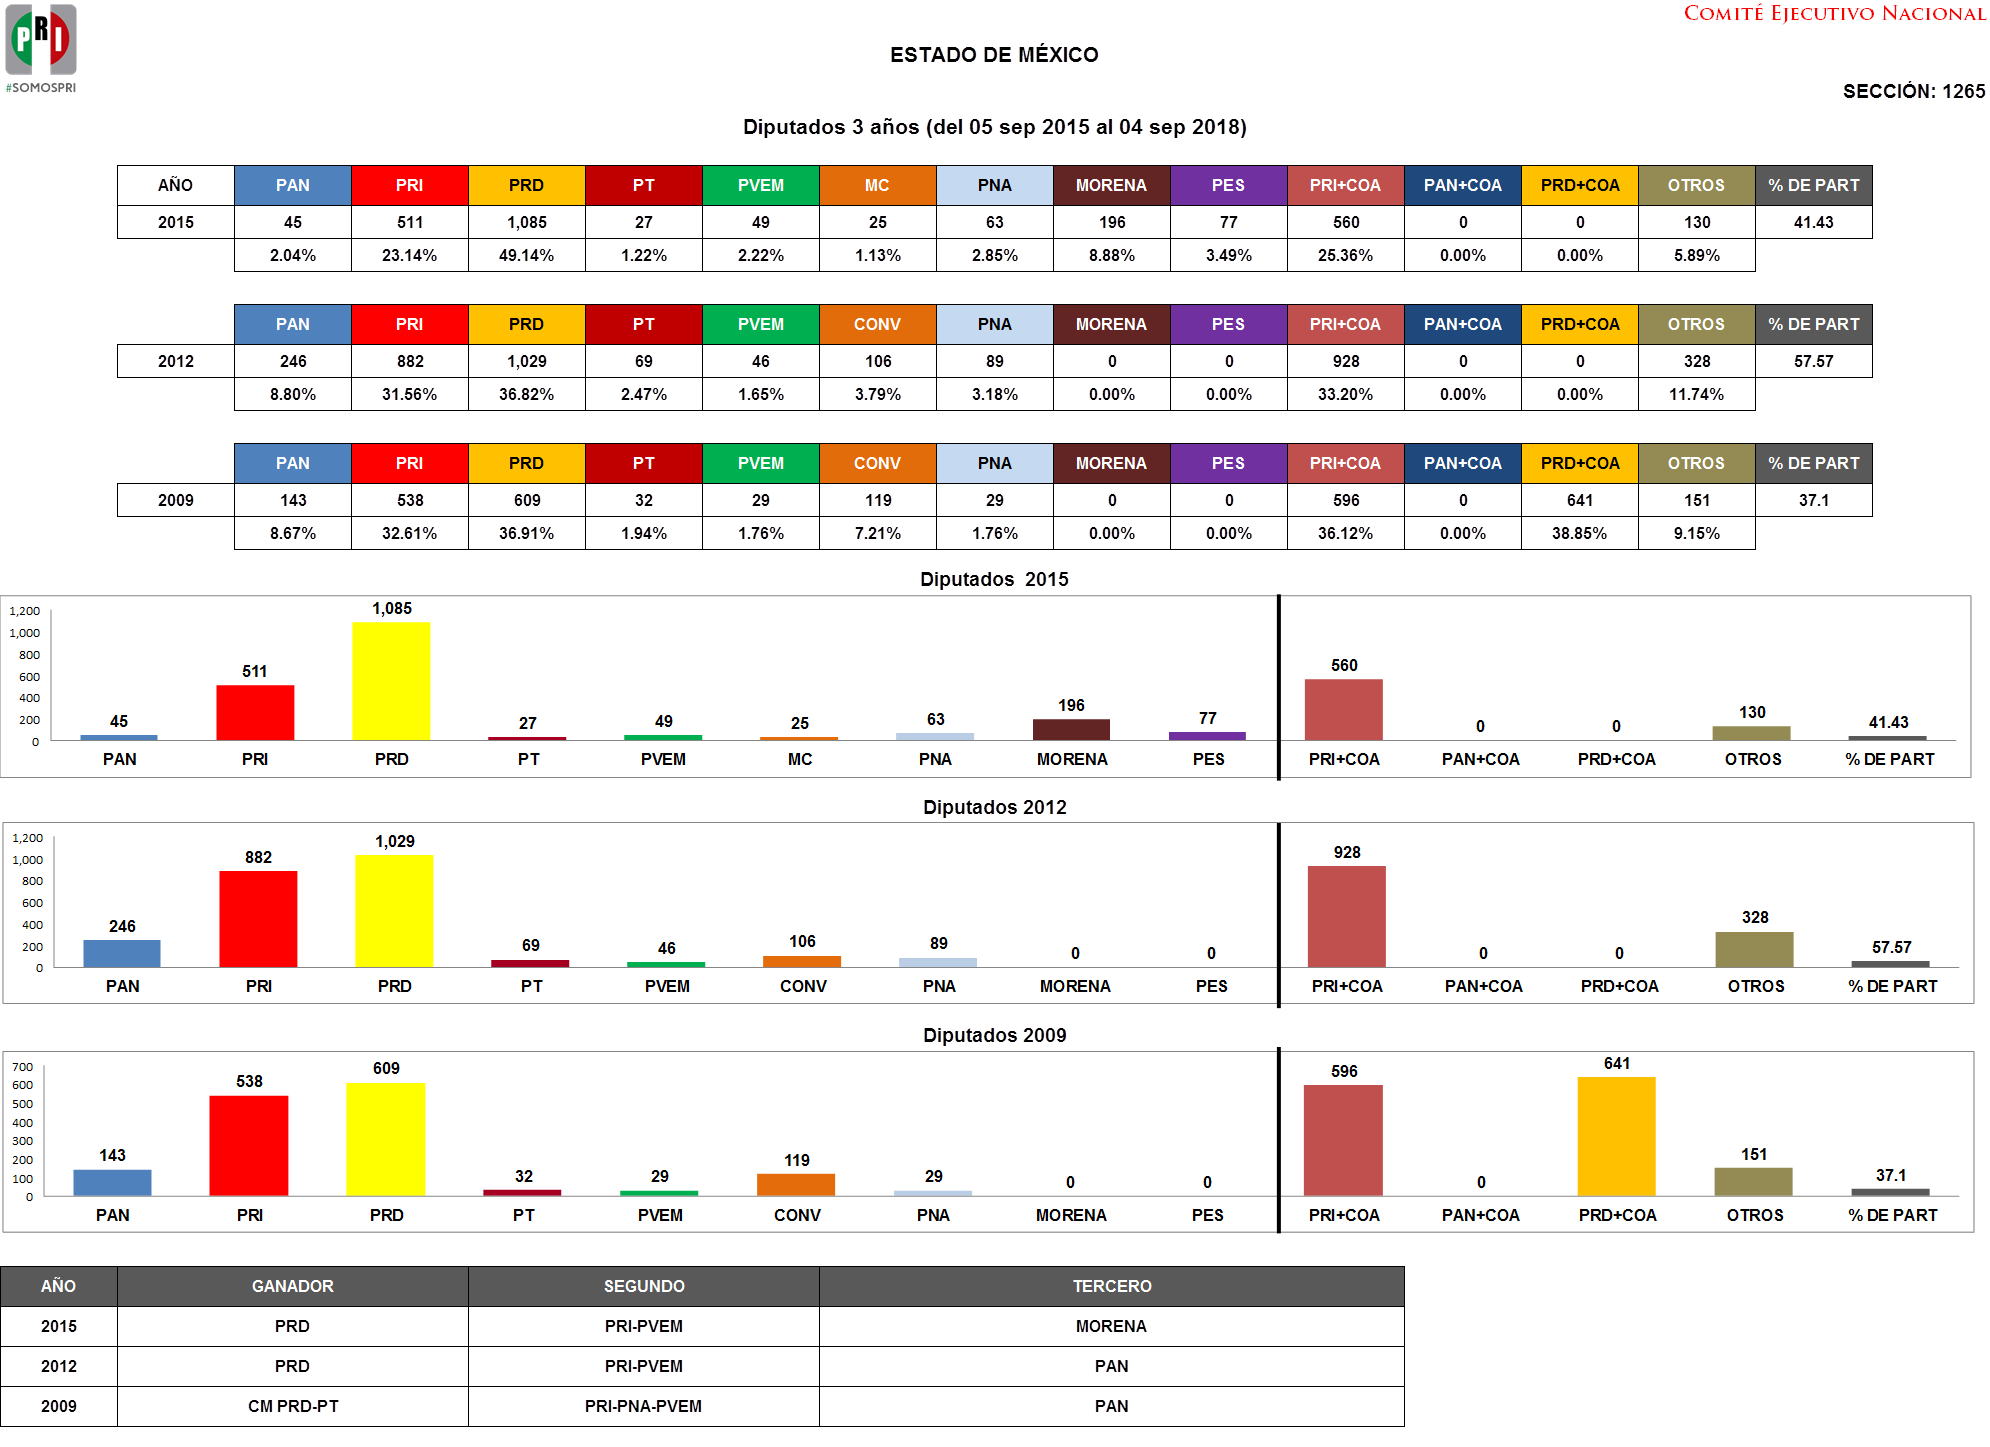 PRI
#SOMOSPRI
COMITÉ EJECUTIVO NACIONAL
ESTADO DE MÉXICO
SECCIÓN: 1265
Diputados 3 años (del 05 sep 2015 al 04 sep 2018)
AÑO PAN PRI PRD PT PVEM MC PNA MORENA PES PRI+COA PAN+COA PRD+COA OTROS % DE PART
2015 45 511 1,085 27 49 25 63 196 77 560 0 0 130 41.43
2.04% 23.14% 49.14% 1.22% 2.22% 1.13% 2.85% 8.88% 3.49% 25.36% 0.00% 0.00% 5.89%
PAN PRI PRD PT PVEM CONV PNA MORENA PES PRI+COA PAN+COA PRD+COA OTROS % DE PART
2012 246 882 1,029 69 46 106 89 0 0 928 0 0 328 57.57
8.80% 31.56% 36.82% 2.47% 1.65% 3.79% 3.18% 0.00% 0.00% 33.20% 0.00% 0.00% 11.74%
PAN PRI PRD PT PVEM CONV PNA MORENA PES PRI+COA PAN+COA PRD+COA OTROS % DE PART
2009 143 538 609 32 29 119 29 0 0 596 0 641 151 37.1
8.67% 32.61% 36.91% 1.94% 1.76% 7.21% 1.76% 0.00% 0.00% 36.12% 0.00% 38.85% 9.15%
Diputados 2015
1,200
1,000
800
600
400
200
0
45 511 1,085 27 49 25 63 196 77 560 0 0 130 41.43
PAN PRI PRD PT PVEM MC PNA MORENA PES PRI+COA PAN+COA PRD+COA OTROS % DE PART
Diputados 2012
1,200
1,000
800
600
400
200
0
246 882 1,029 69 46 106 89 0 0 928 0 0 328 57.57
PAN PRI PRD PT PVEM CONV PNA MORENA PES PRI+COA PAN+COA PRD+COA OTROS % DE PART
Diputados 2009
700
600
500
400
300
200
100
0
143 538 609 32 29 119 29 0 0 596 0 641 151 37.1
PAN PRI PRD PT PVEM CONV PNA MORENA PES PRI+COA PAN+COA PRD+COA OTROS % DE PART
AÑO GANADOR SEGUNDO TERCERO
2015 PRD PRI-PVEM MORENA
2012 PRD PRI-PVEM PAN
2009 CM PRD-PT PRI-PNA-PVEM PAN